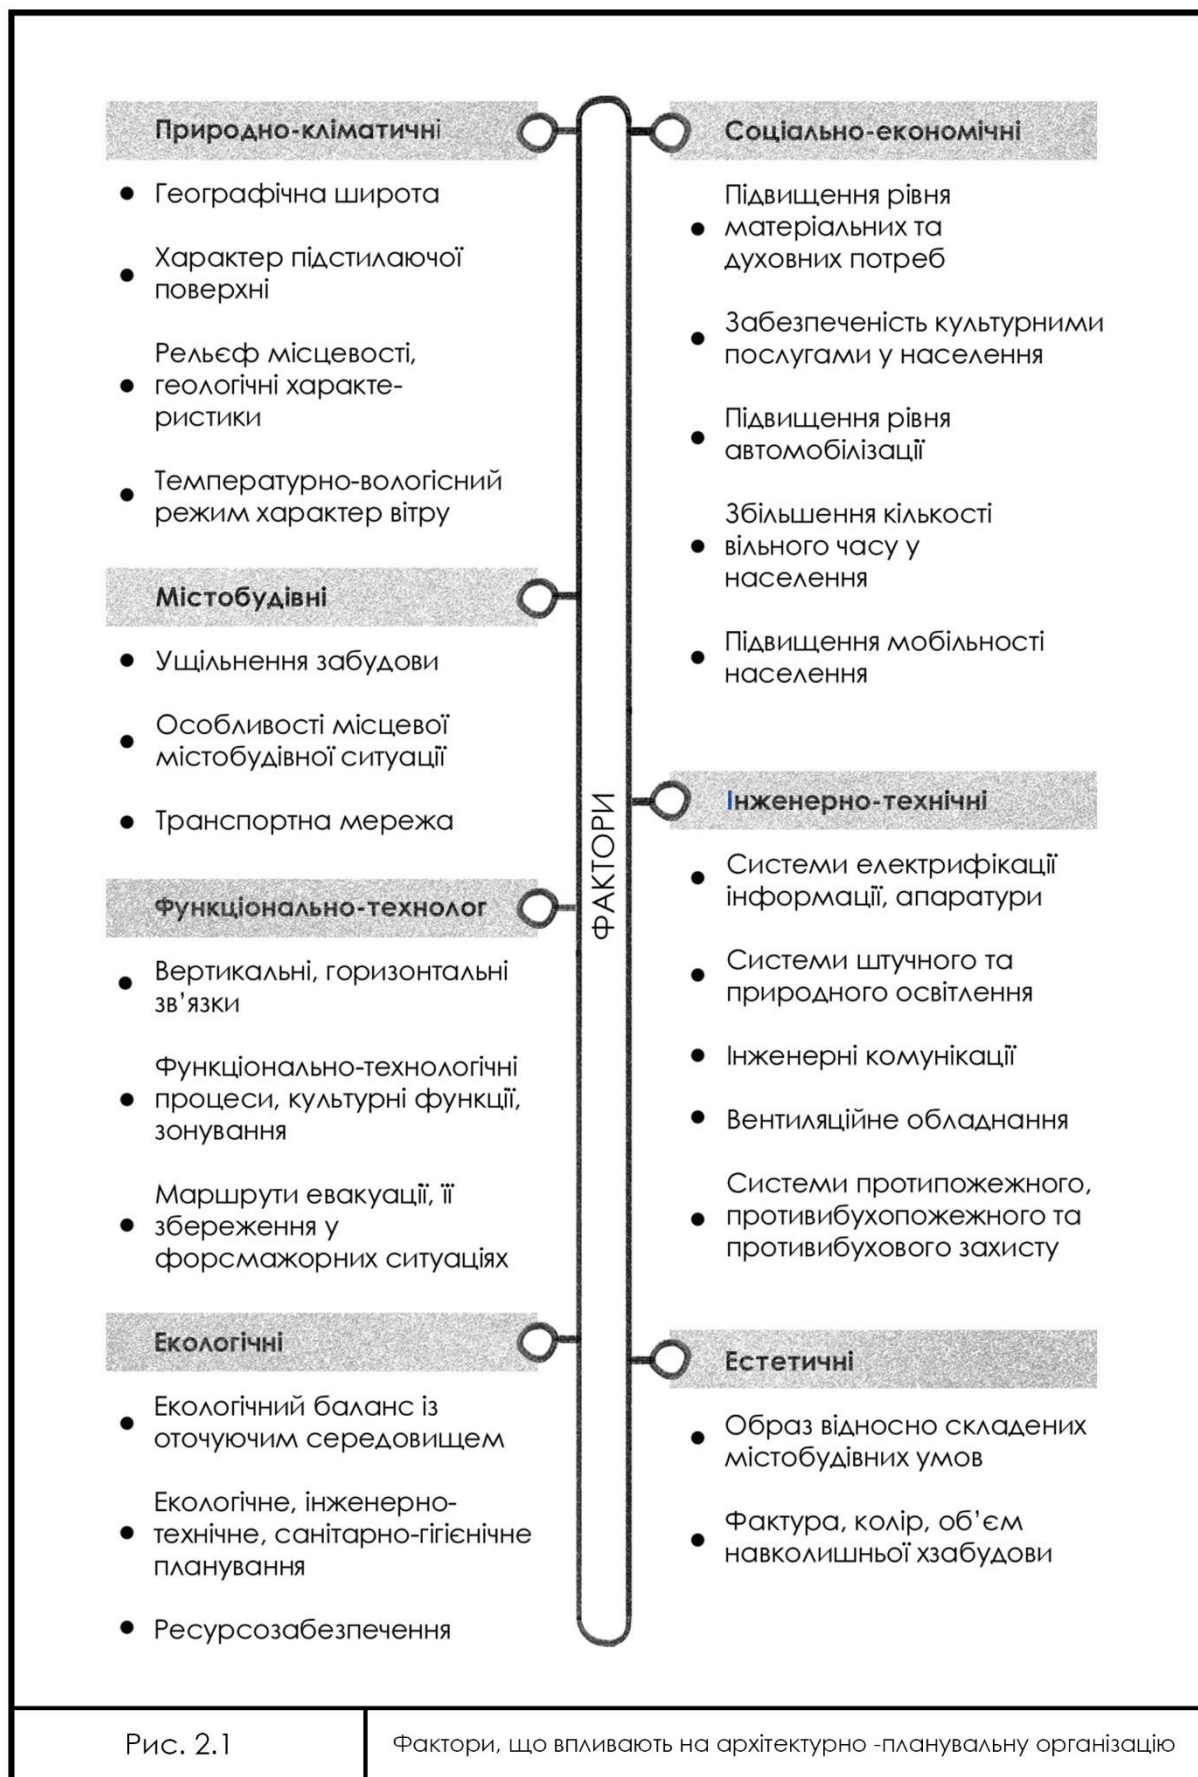 Природно-кліматичні
Географічна широта
Характер підстилаючої
поверхні
Рельєф місцевості,
геологічні характе-
ристики
Температурно-вологісний
режим характер вітру
Містобудівні
Ущільнення забудови
Особливості місцевої
містобудівної ситуації
Транспортна мережа
Функціонально-технолог
Вертикальні, горизонтальні
зв’язки
Функціонально-технологічні
процеси, культурні функції,
зонування
Маршрути евакуації, її
збереження у
форсмажорних ситуаціях
Екологічні
Екологічний баланс із
оточуючим середовищем
Екологічне, інженерно-
технічне, санітарно-гігієнічне
планування
Ресурсозабезпечення
ФАКТОРИ
Соціально-економічні
Підвищення рівня
матеріальних та
духовних потреб
Забезпеченість культурними
послугами у населення
Підвищення рівня
автомобілізації
Збільшення кількості
вільного часу у
населення
Підвищення мобільності
населення
Інженерно-технічні
Системи електрифікації
інформації, апаратури
Системи штучного та
природного освітлення
Інженерні комунікації
Вентиляційне обладнання
Системи протипожежного,
противибухопожежного та
противибухового захисту
Естетичні
Образ відносно складених
містобудівних умов
Фактура, колір, об’єм
навколишньої хзабудови
Рис. 2.1
Фактори, що впливають на архітектурно -планувальну організацію